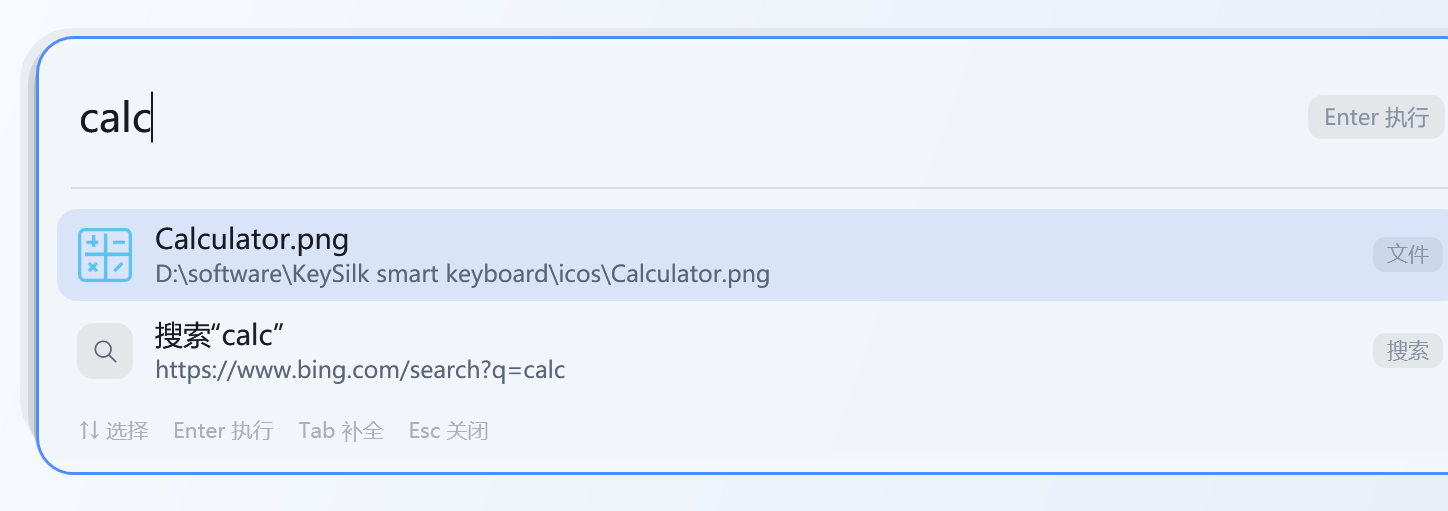 calc
Enter 执行
Calculator.png
D:\software\KeySilk smart keyboard\icos\Calculator.png
文件
搜索“calc”
https://www.bing.com/search?q=calc
搜索
↑↓ 选择 Enter 执行 Tab 补全 Esc 关闭